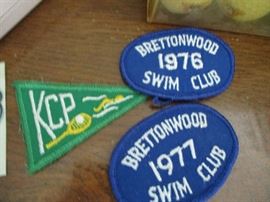 BRETTONWOOD
1976
SWIM CLUB
KCP
BRETTONWOOD
1977
SWIM CLUB